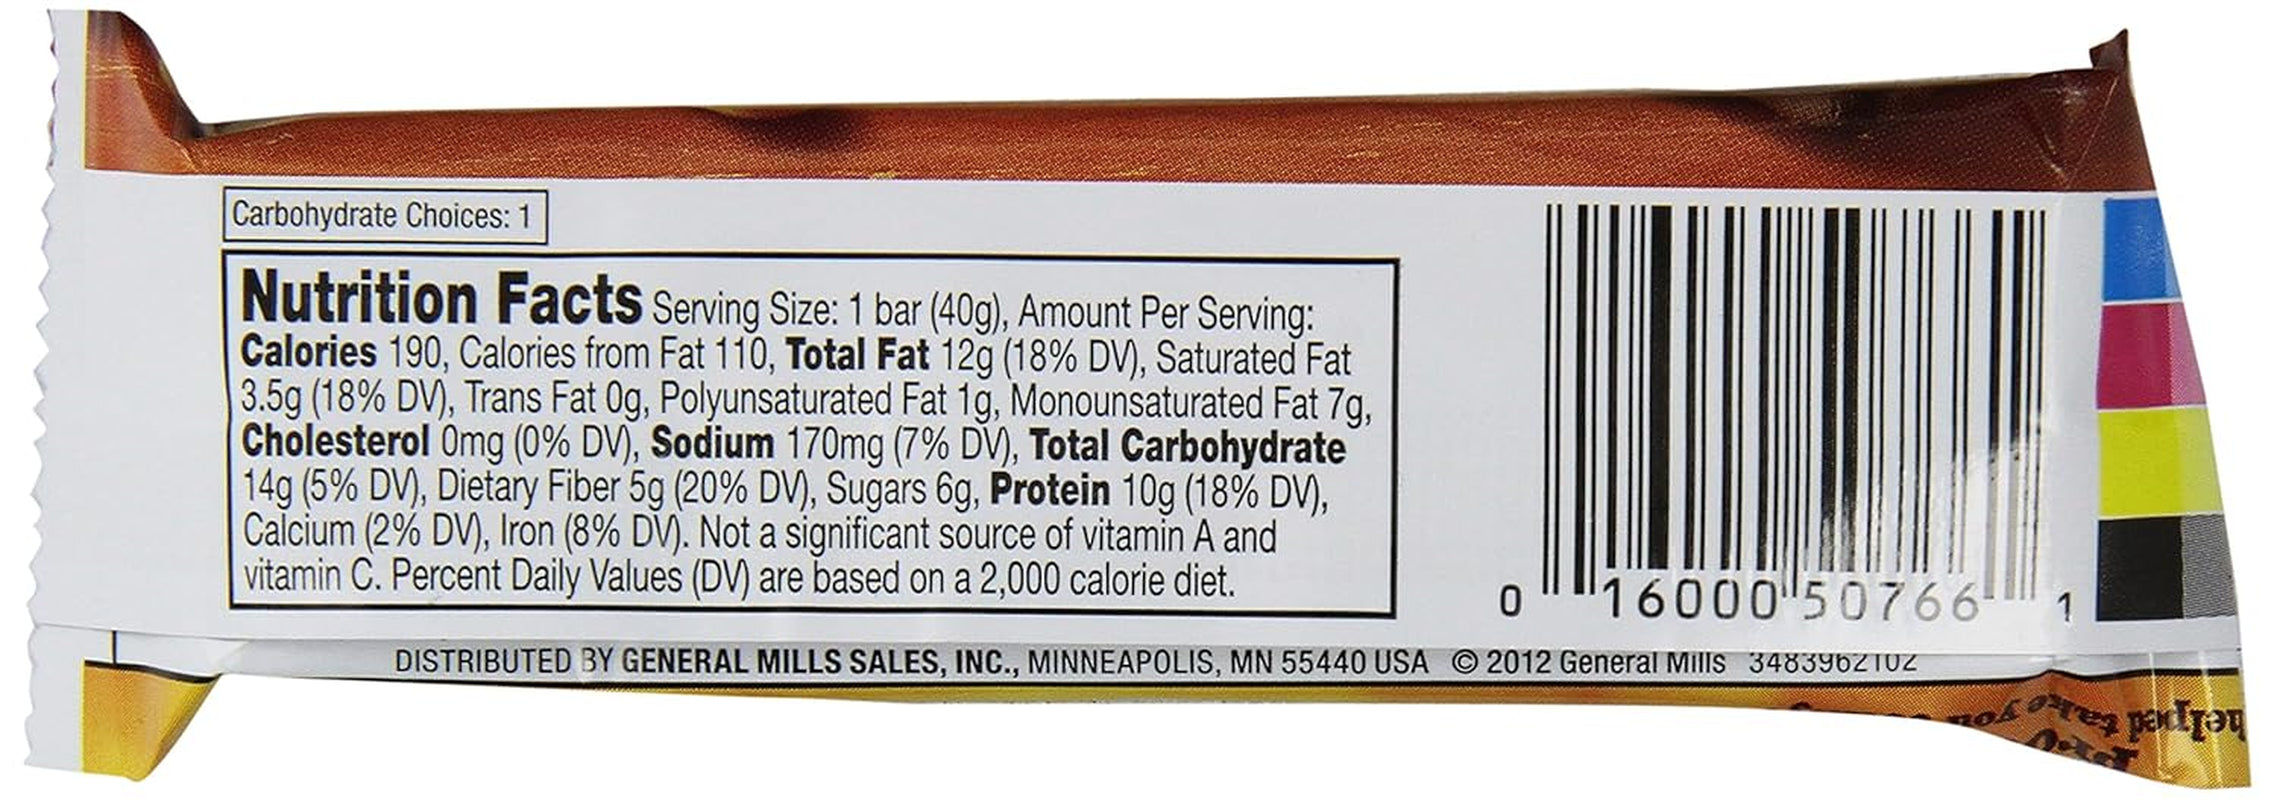 Carbohydrate Choices: 1
Nutrition Facts Serving Size: 1 bar (40g), Amount Per Serving:
Calories 190, Calories from Fat 110, Total Fat 12g (18% DV), Saturated Fat
3.5g (18% DV), Trans Fat 0g, Polyunsaturated Fat 1g, Monounsaturated Fat 7g,
Cholesterol 0mg (0% DV), Sodium 170mg (7% DV), Total Carbohydrate
14g (5% DV), Dietary Fiber 5g (20% DV), Sugars 6g, Protein 10g (18% DV),
Calcium (2% DV), Iron (8% DV). Not a significant source of vitamin A and
vitamin C. Percent Daily Values (DV) are based on a 2,000 calorie diet.
0 16000 50766 1
DISTRIBUTED BY GENERAL MILLS SALES, INC., MINNEAPOLIS, MN 55440 USA © 2012 General Mills 3483962102
helped take you